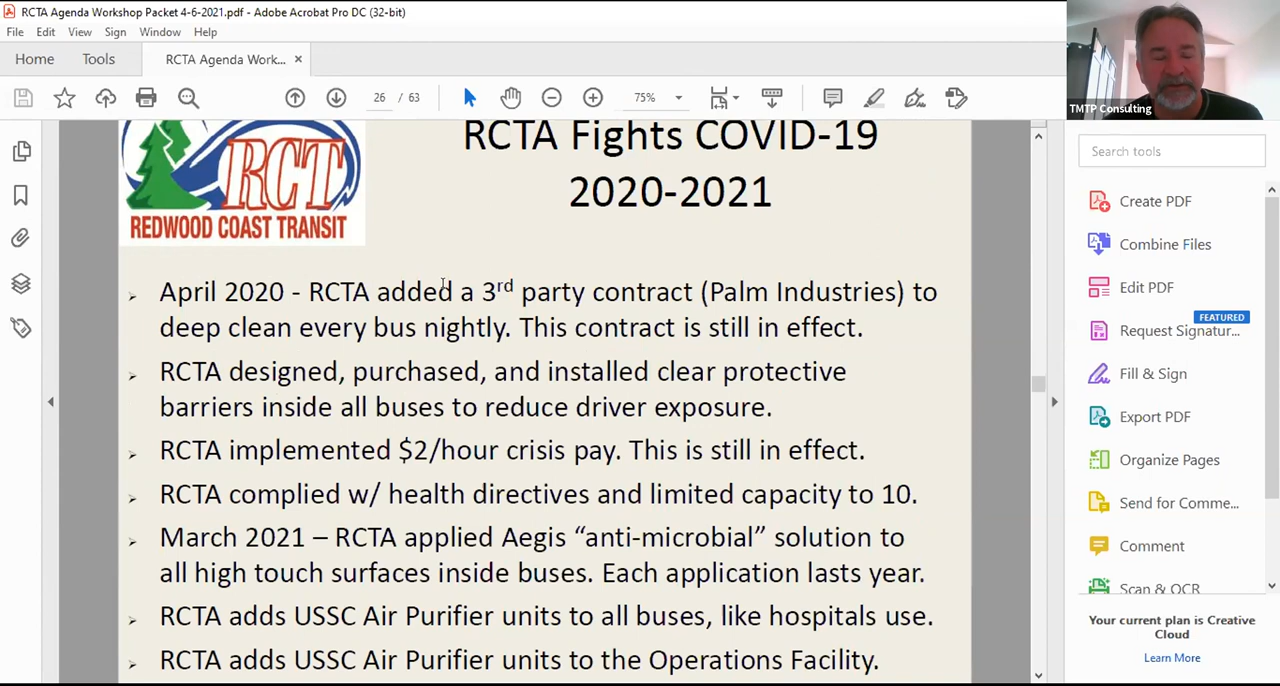 RCTA Agenda Workshop Packet 4-6-2021.pdf - Adobe Acrobat Pro DC (32-bit)
File Edit View Sign Window Help
Home Tools RCTA Agenda Work... ×
26 / 63 75%
TMTP Consulting
RCT
REDWOOD COAST TRANSIT
RCTA Fights COVID-19
2020-2021
April 2020 - RCTA added a 3rd party contract (Palm Industries) to
deep clean every bus nightly. This contract is still in effect.
RCTA designed, purchased, and installed clear protective
barriers inside all buses to reduce driver exposure.
RCTA implemented $2/hour crisis pay. This is still in effect.
RCTA complied w/ health directives and limited capacity to 10.
March 2021 – RCTA applied Aegis “anti-microbial” solution to
all high touch surfaces inside buses. Each application lasts year.
RCTA adds USSC Air Purifier units to all buses, like hospitals use.
RCTA adds USSC Air Purifier units to the Operations Facility.
Search tools
Create PDF
Combine Files
Edit PDF
FEATURED
Request Signatur...
Fill & Sign
Export PDF
Organize Pages
Send for Comme...
Comment
Scan & OCR
Your current plan is Creative
Cloud
Learn More